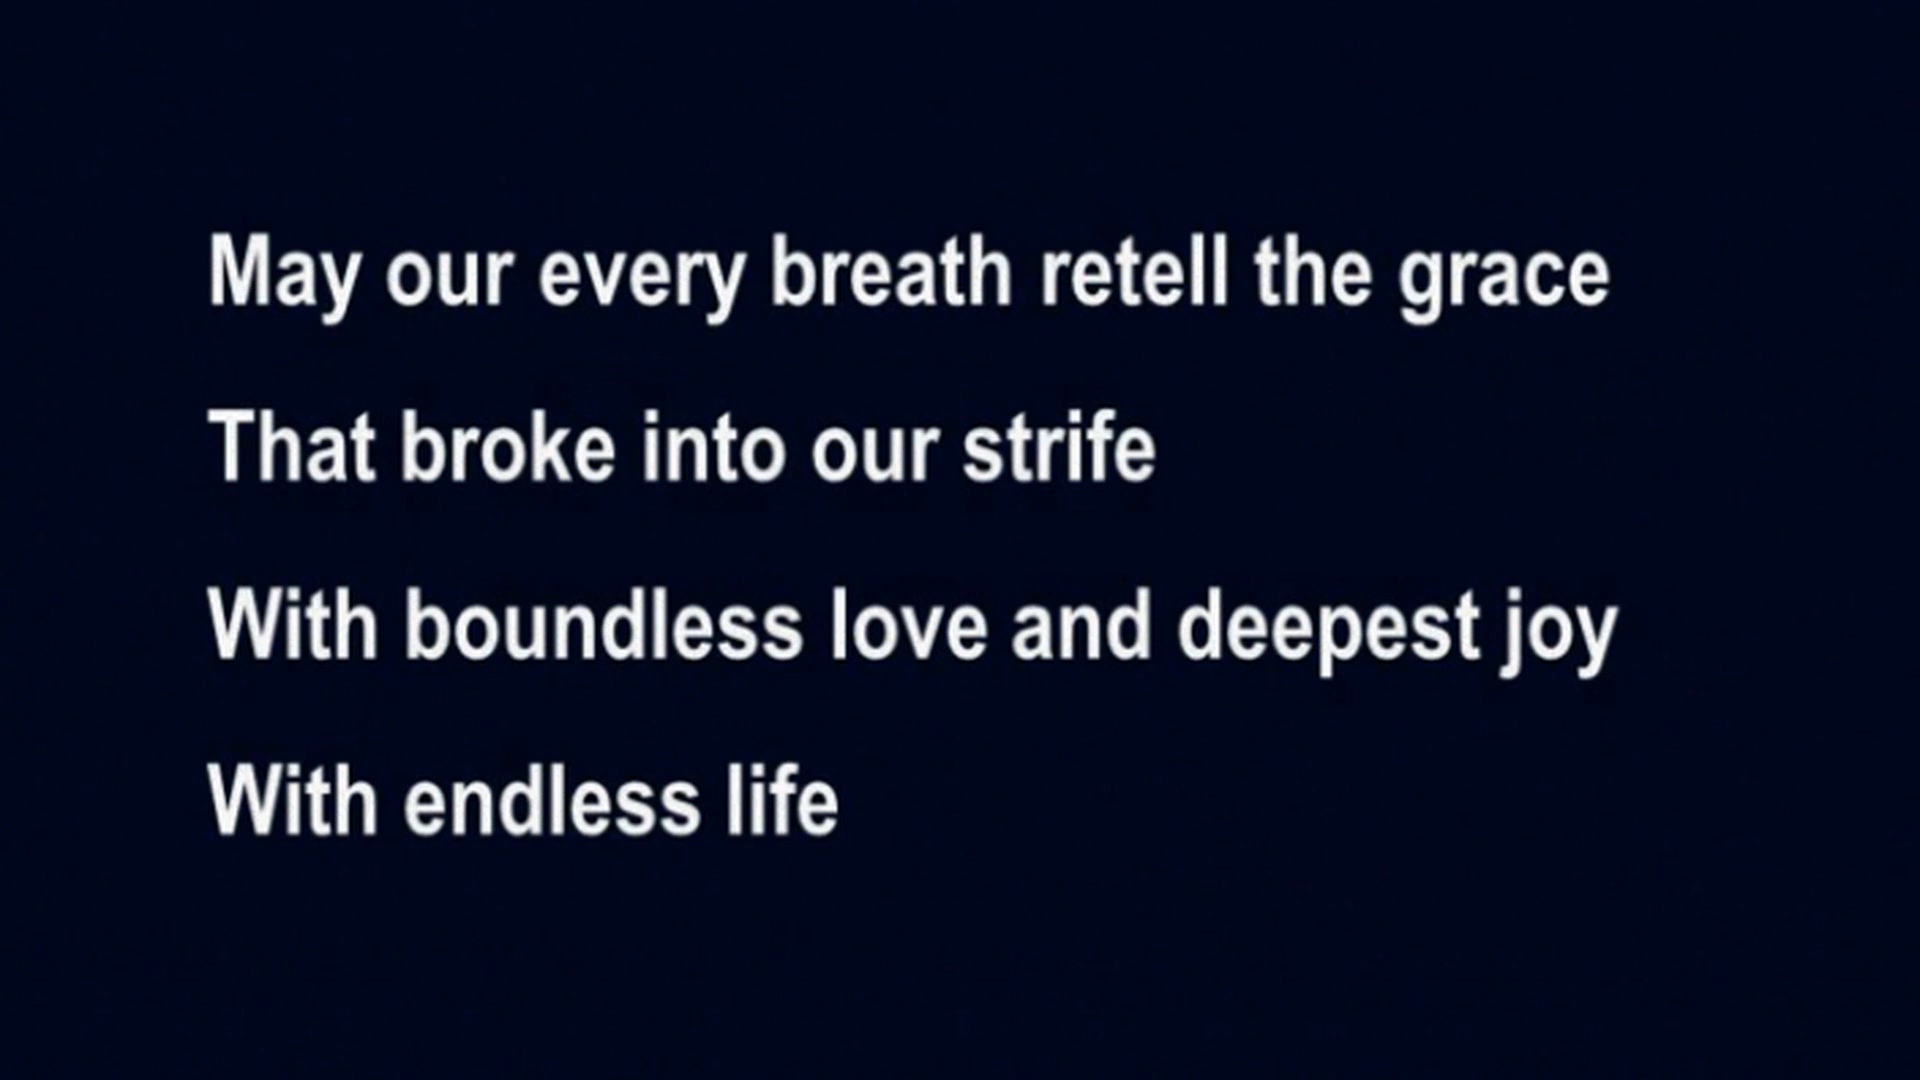 May our every breath retell the grace
That broke into our strife
With boundless love and deepest joy
With endless life